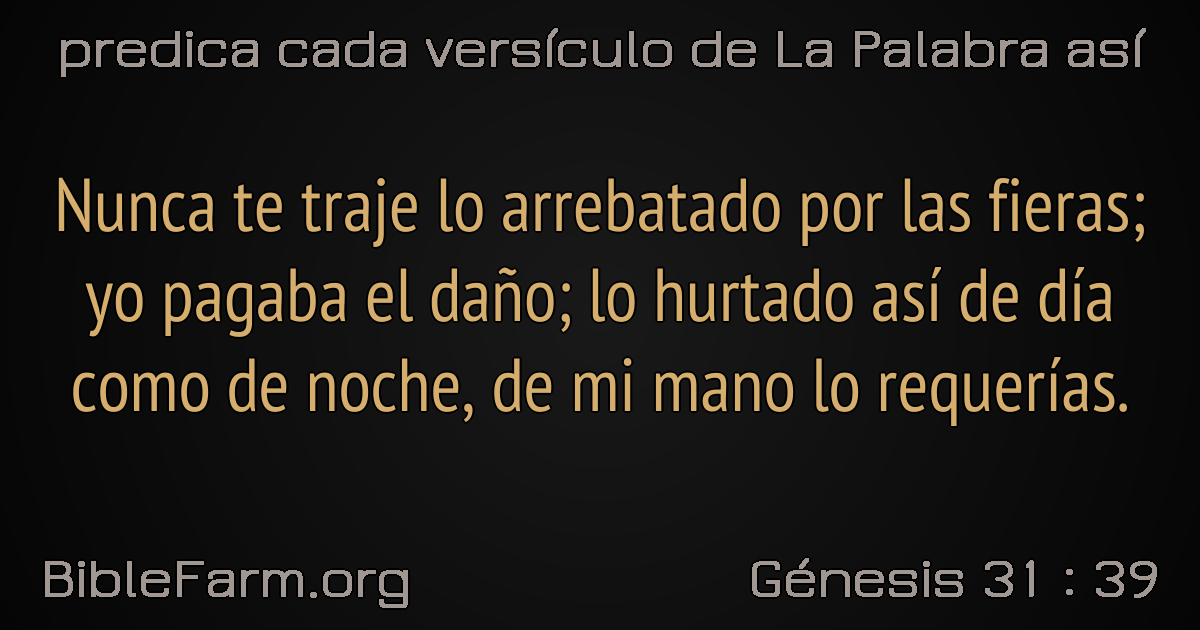 predica cada versículo de La Palabra así
Nunca te traje lo arrebatado por las fieras;
yo pagaba el daño; lo hurtado así de día
como de noche, de mi mano lo requerías.
BibleFarm.org
Génesis 31 : 39